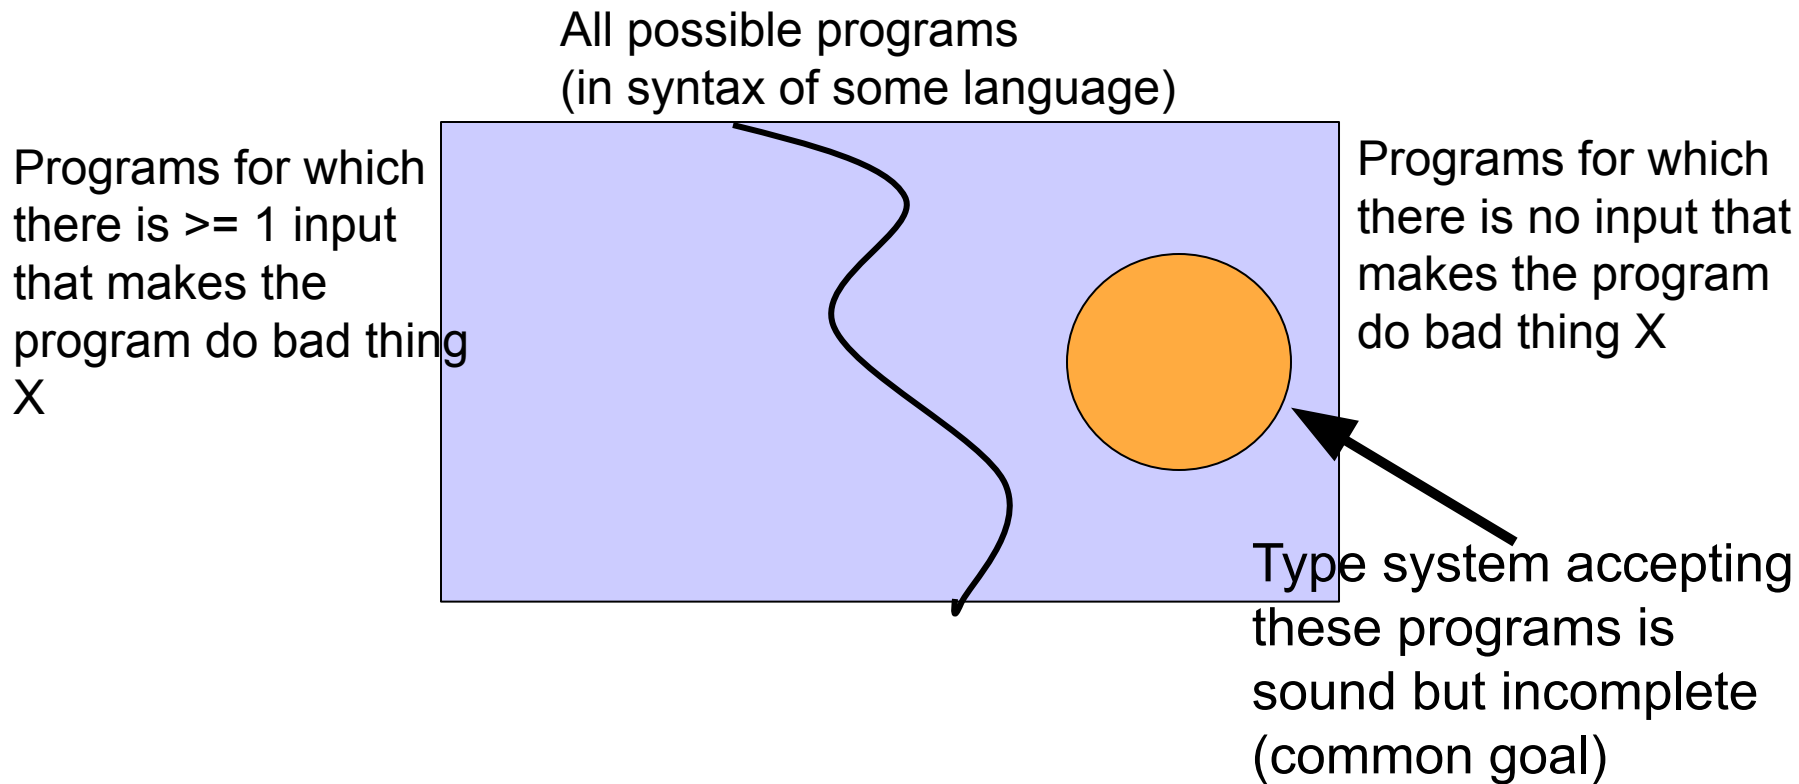 All possible programs
(in syntax of some language)
Programs for which
there is >= 1 input
that makes the
program do bad thing
X
Programs for which
there is no input that
makes the program
do bad thing X
Type system accepting
these programs is
sound but incomplete
(common goal)